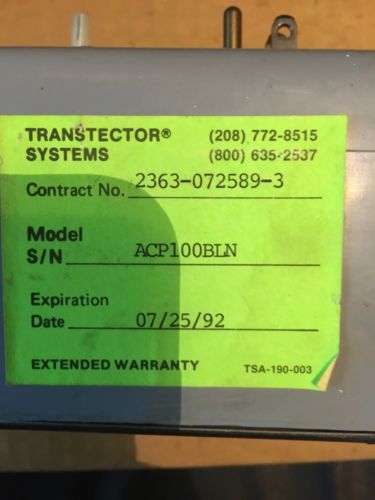 TRANSTECTOR® (208) 772-8515
SYSTEMS (800) 635-2537
Contract No. 2363-072589-3
Model
S/N ACP100BLN
Expiration
Date 07/25/92
EXTENDED WARRANTY TSA-190-003